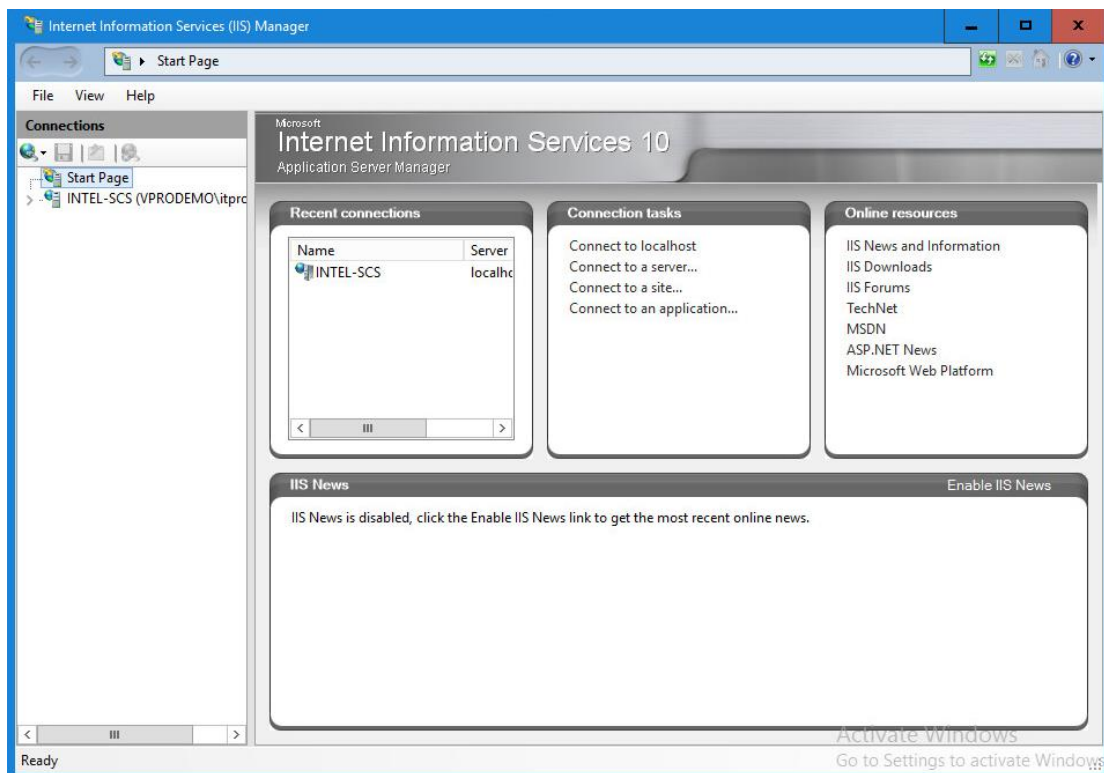 Internet Information Services (IIS) Manager
Start Page
File View Help
Connections
Start Page
INTEL-SCS (VPRODEMO\itprc
Microsoft
Internet Information Services 10
Application Server Manager
Recent connections
Name Server
INTEL-SCS localhc
Connection tasks
Connect to localhost
Connect to a server...
Connect to a site...
Connect to an application...
Online resources
IIS News and Information
IIS Downloads
IIS Forums
TechNet
MSDN
ASP.NET News
Microsoft Web Platform
IIS News Enable IIS News
IIS News is disabled, click the Enable IIS News link to get the most recent online news.
Activate Windows
Go to Settings to activate Windows
Ready